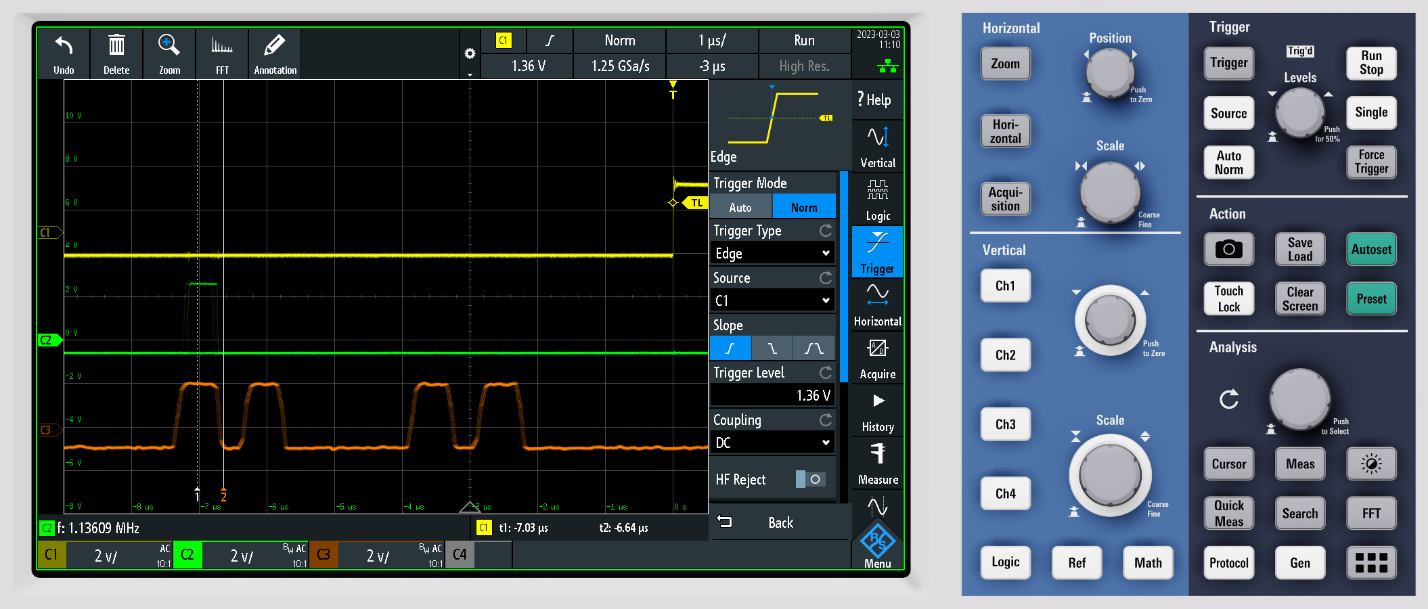 Undo
Delete
Zoom
FFT
Annotation
C1
Norm
1 µs/
Run
1.36 V
1.25 GSa/s
-3 µs
High Res.
2023-03-03
11:10
10 V
8 V
6 V
4 V
2 V
0 V
-2 V
-4 V
-6 V
-8 V
C1
C2
C3
T
TL
1
2
-8 µs
-7 µs
-6 µs
-5 µs
-4 µs
-3 µs
-2 µs
-1 µs
0 s
TL
Edge
Trigger Mode
Auto
Norm
Trigger Type
Edge
Source
C1
Slope
Trigger Level
1.36 V
Coupling
DC
HF Reject
Back
? Help
Vertical
Logic
Trigger
Horizontal
Acquire
History
Measure
R&S
Menu
C2 f: 1.13609 MHz
C1 t1: -7.03 µs
t2: -6.64 µs
C1 2 V/ AC 10:1
C2 2 V/ BW AC 10:1
C3 2 V/ BW AC 10:1
C4
Horizontal
Zoom
Hori-
zontal
Acqui-
sition
Position
Push
to Zero
Scale
Coarse
Fine
Vertical
Ch1
Ch2
Ch3
Ch4
Push
to Zero
Scale
Coarse
Fine
Logic
Ref
Math
Trigger
Trigger
Source
Auto
Norm
Trig'd
Levels
Push
for 50%
Run
Stop
Single
Force
Trigger
Action
Save
Load
Autoset
Touch
Lock
Clear
Screen
Preset
Analysis
Push
to Select
Cursor
Meas
Quick
Meas
Search
FFT
Protocol
Gen